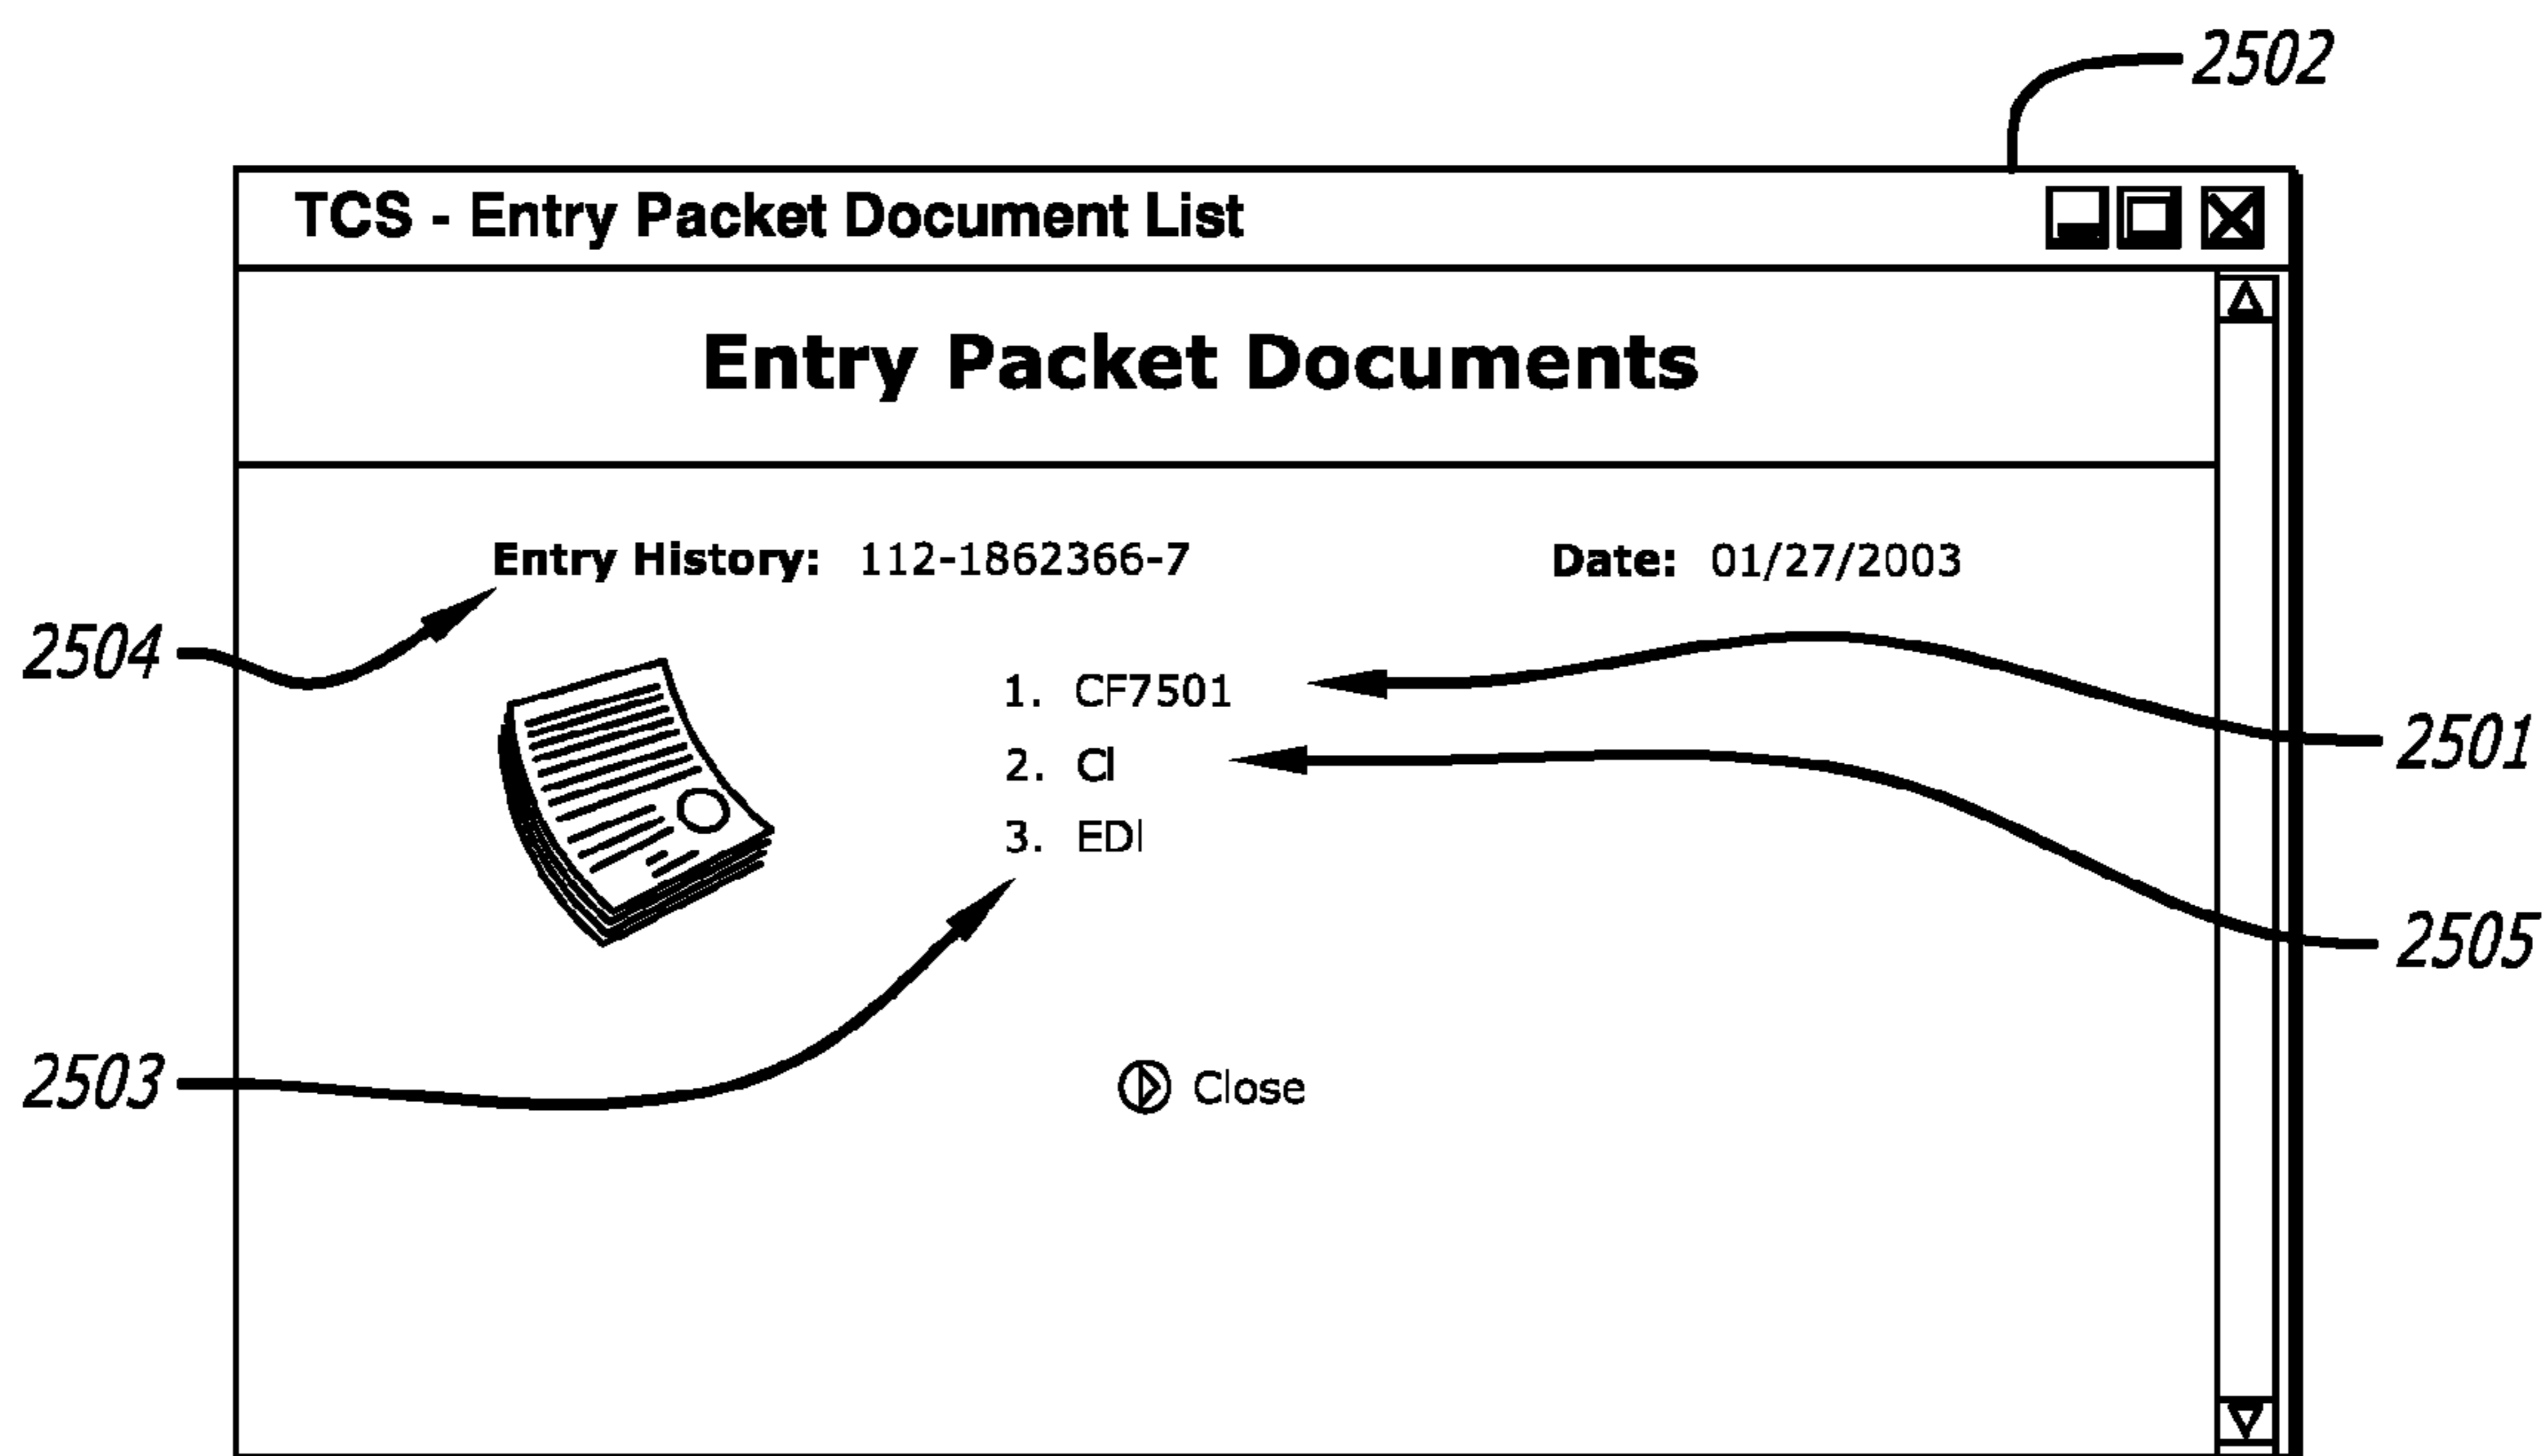 2502
TCS - Entry Packet Document List
Entry Packet Documents
Entry History: 112-1862366-7 Date: 01/27/2003
2504
1. CF7501
2501
2. CI
3. EDI
2505
2503
Close